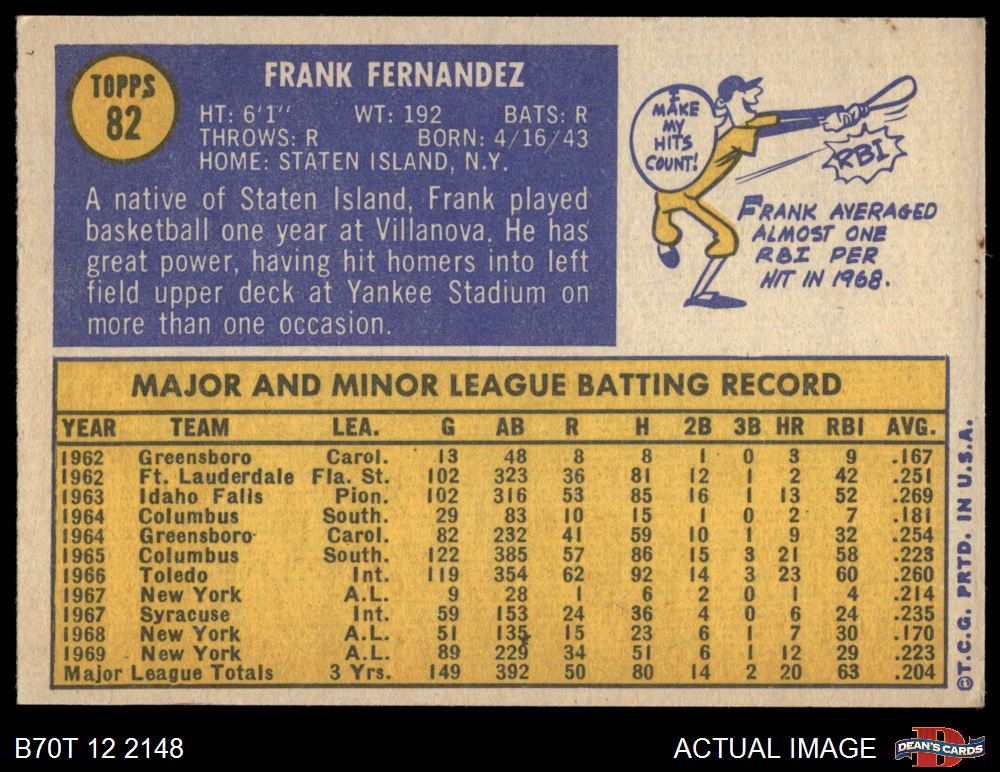 TOPPS
82
FRANK FERNANDEZ
HT: 6'1" WT: 192 BATS: R
THROWS: R BORN: 4/16/43
HOME: STATEN ISLAND, N.Y.
A native of Staten Island, Frank played
basketball one year at Villanova. He has
great power, having hit homers into left
field upper deck at Yankee Stadium on
more than one occasion.
I
MAKE
MY
HITS
COUNT!
RBI
FRANK AVERAGED
ALMOST ONE
RBI PER
HIT IN 1968.
MAJOR AND MINOR LEAGUE BATTING RECORD
YEAR TEAM LEA. G AB R H 2B 3B HR RBI AVG.
1962 Greensboro Carol. 13 48 8 8 1 0 3 9 .167
1962 Ft. Lauderdale Fla. St. 102 323 36 81 12 1 2 42 .251
1963 Idaho Falls Pion. 102 316 53 85 16 1 13 52 .269
1964 Columbus South. 29 83 10 15 1 0 2 7 .181
1964 Greensboro Carol. 82 232 41 59 10 1 9 32 .254
1965 Columbus South. 122 385 57 86 15 3 21 58 .223
1966 Toledo Int. 119 354 62 92 14 3 23 60 .260
1967 New York A.L. 9 28 1 6 2 0 1 4 .214
1967 Syracuse Int. 59 153 24 36 4 0 6 24 .235
1968 New York A.L. 51 135 15 23 6 1 7 30 .170
1969 New York A.L. 89 229 34 51 6 1 12 29 .223
Major League Totals 3 Yrs. 149 392 50 80 14 2 20 63 .204
©T.C.G. PRTD. IN U.S.A.
B70T 12 2148
ACTUAL IMAGE
D
DEAN'S CARDS